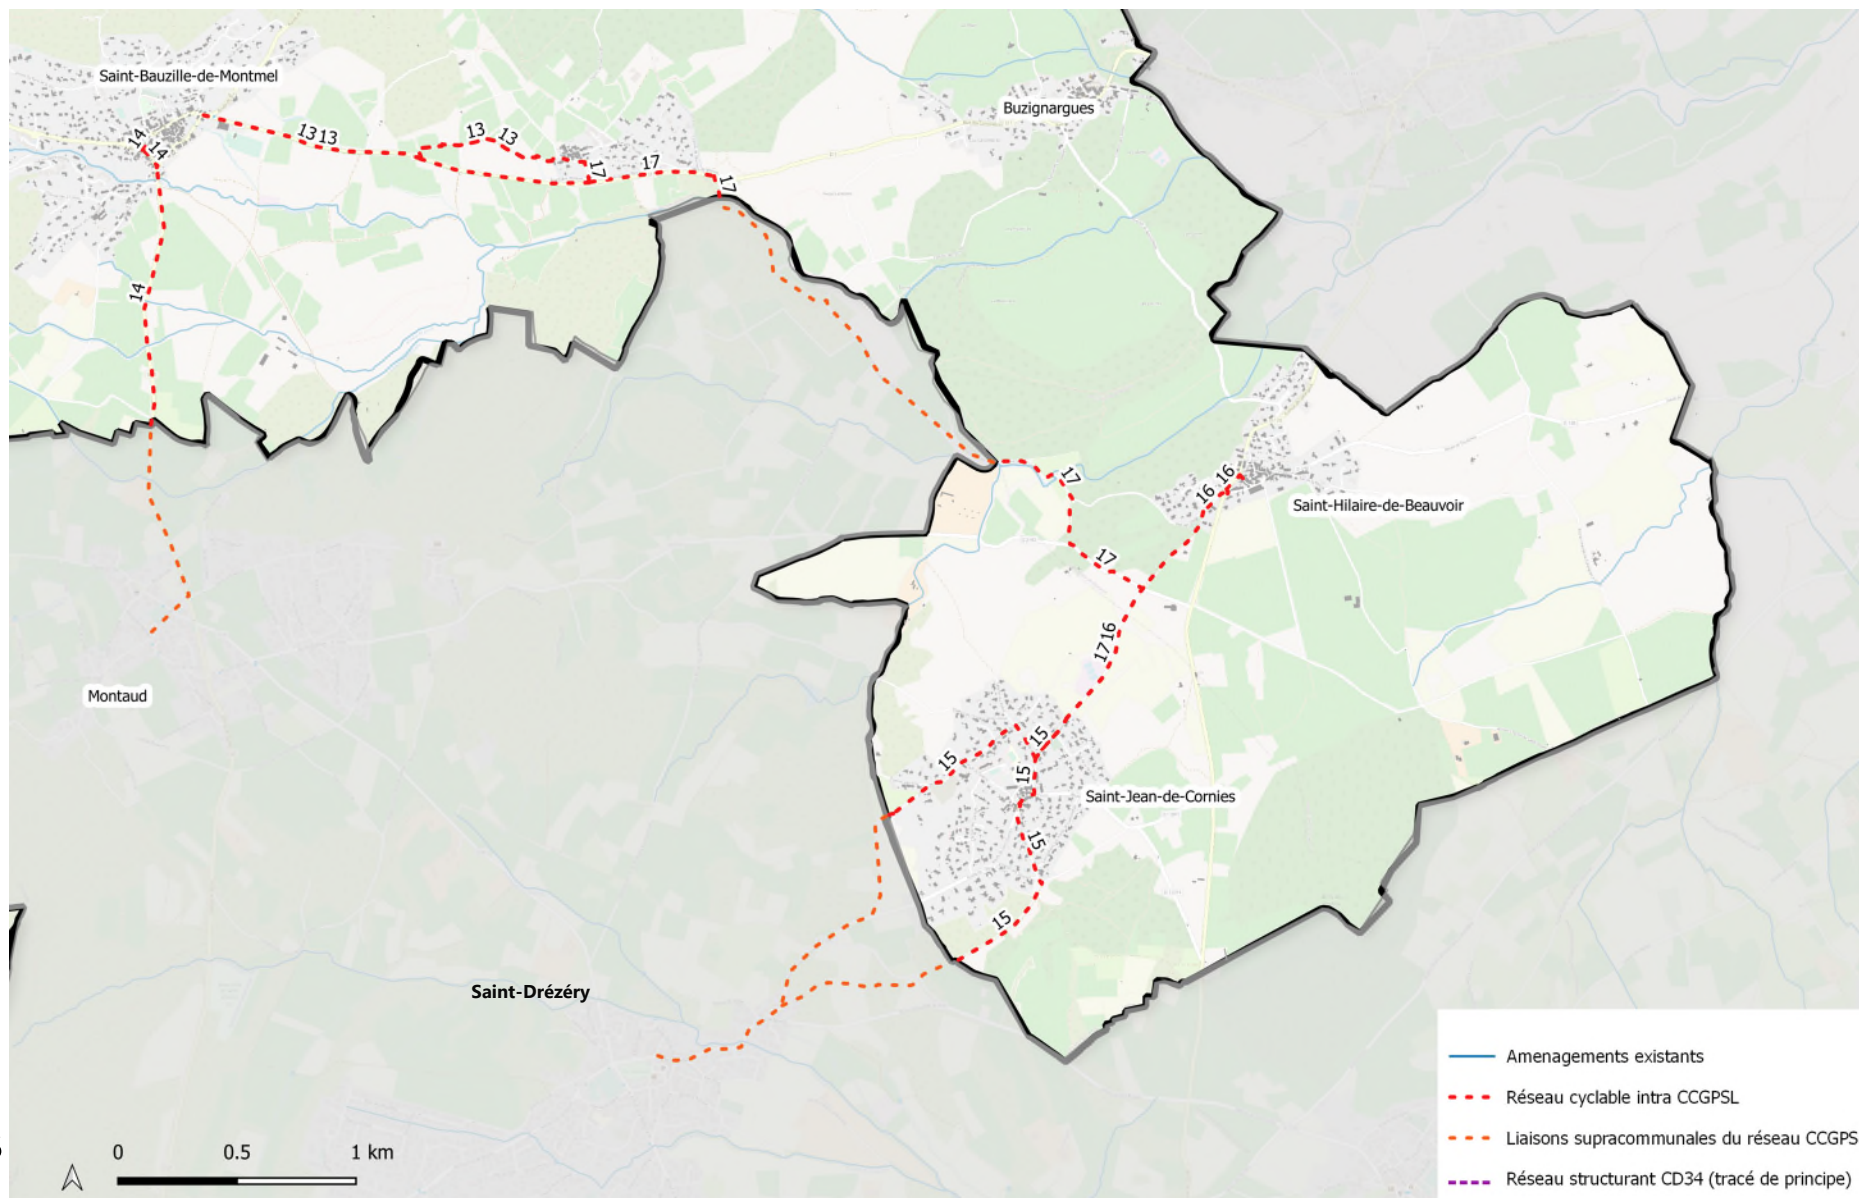 Saint-Bauzille-de-Montmel
Buzignargues
14
14
13 13
13
13
17
17
17
14
17
16
16
Saint-Hilaire-de-Beauvoir
17
16
17
Montaud
15
15
15
Saint-Jean-de-Cornies
15
15
Saint-Drézéry
Amenagements existants
Réseau cyclable intra CCGPSL
Liaisons supracommunales du réseau CCGPS
Réseau structurant CD34 (tracé de principe)
0 0.5 1 km